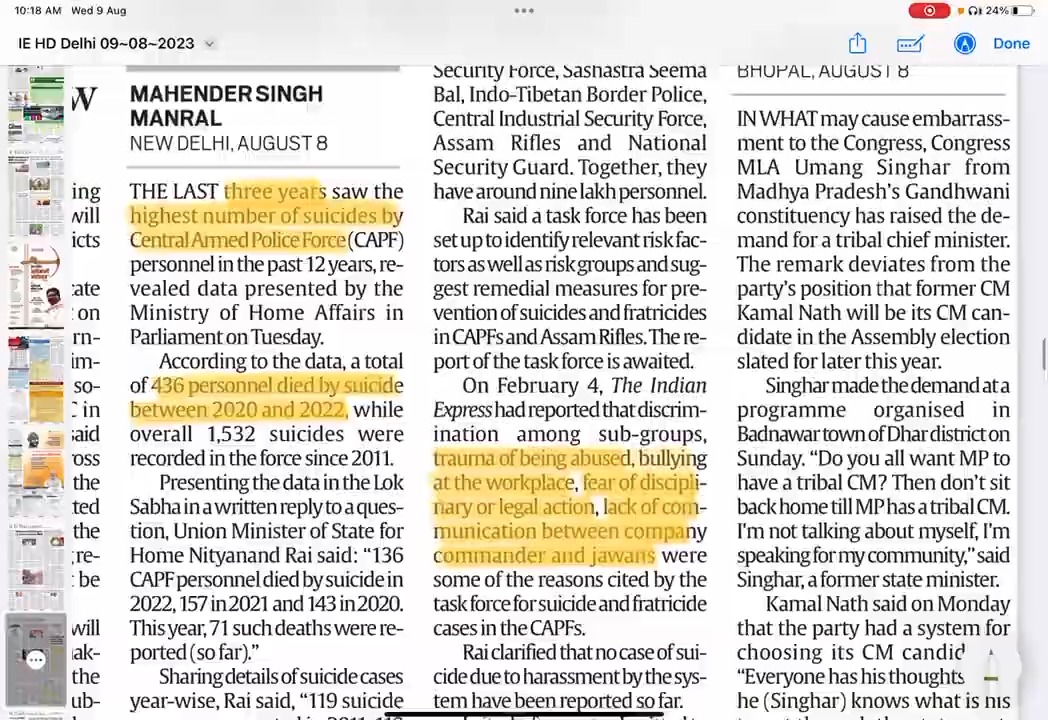 10:18 AM Wed 9 Aug
24%
IE HD Delhi 09~08~2023
Done
W
ing
will
icts
cate
on
rn-
im-
so-
in
said
ross
the
ted
the
re-
be
will
ak-
the
ub-
MAHENDER SINGH
MANRAL
NEW DELHI, AUGUST 8
THE LAST three years saw the
highest number of suicides by
Central Armed Police Force (CAPF)
personnel in the past 12 years, re-
vealed data presented by the
Ministry of Home Affairs in
Parliament on Tuesday.
According to the data, a total
of 436 personnel died by suicide
between 2020 and 2022, while
overall 1,532 suicides were
recorded in the force since 2011.
Presenting the data in the Lok
Sabha in a written reply to a ques-
tion, Union Minister of State for
Home Nityanand Rai said: “136
CAPF personnel died by suicide in
2022, 157 in 2021 and 143 in 2020.
This year, 71 such deaths were re-
ported (so far).”
Sharing details of suicide cases
year-wise, Rai said, “119 suicide
Security Force, Sashastra Seema
Bal, Indo-Tibetan Border Police,
Central Industrial Security Force,
Assam Rifles and National
Security Guard. Together, they
have around nine lakh personnel.
Rai said a task force has been
set up to identify relevant risk fac-
tors as well as risk groups and sug-
gest remedial measures for pre-
vention of suicides and fratricides
in CAPFs and Assam Rifles. The re-
port of the task force is awaited.
On February 4, The Indian
Express had reported that discrim-
ination among sub-groups,
trauma of being abused, bullying
at the workplace, fear of discipli-
nary or legal action, lack of com-
munication between company
commander and jawans were
some of the reasons cited by the
task force for suicide and fratricide
cases in the CAPFs.
Rai clarified that no case of sui-
cide due to harassment by the sys-
tem have been reported so far.
BHOPAL, AUGUST 8
IN WHAT may cause embarrass-
ment to the Congress, Congress
MLA Umang Singhar from
Madhya Pradesh’s Gandhwani
constituency has raised the de-
mand for a tribal chief minister.
The remark deviates from the
party’s position that former CM
Kamal Nath will be its CM can-
didate in the Assembly election
slated for later this year.
Singhar made the demand at a
programme organised in
Badnawar town of Dhar district on
Sunday. “Do you all want MP to
have a tribal CM? Then don’t sit
back home till MP has a tribal CM.
I’m not talking about myself, I’m
speaking for my community,” said
Singhar, a former state minister.
Kamal Nath said on Monday
that the party had a system for
choosing its CM candid
“Everyone has his thoughts
he (Singhar) knows what is his